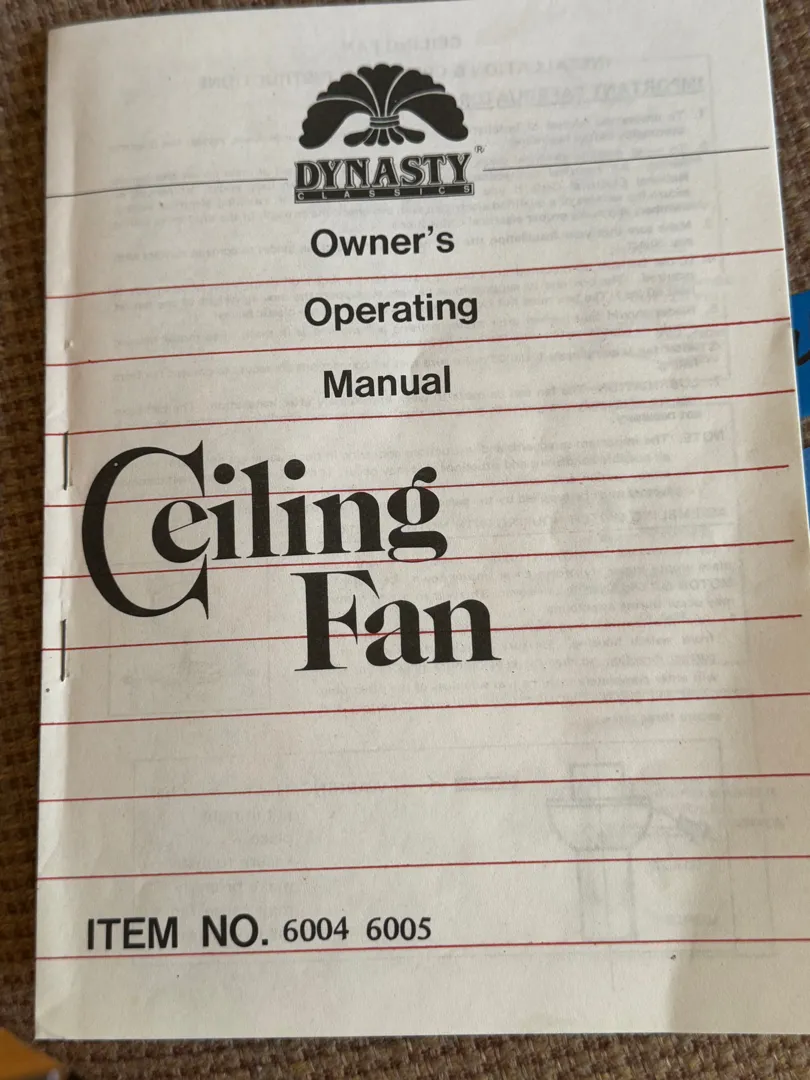 DYNASTY®
CLASSICS
Owner's
Operating
Manual
Ceiling
Fan
ITEM NO. 6004 6005